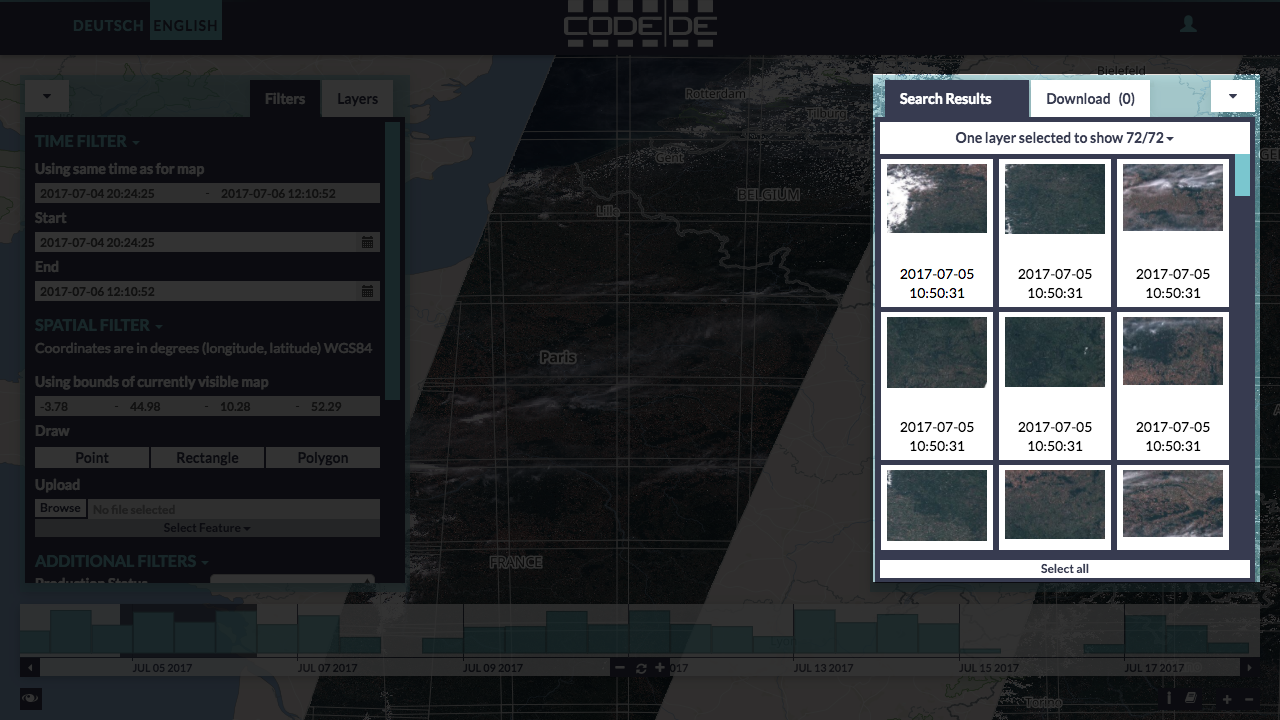 DEUTSCH ENGLISH
CODE DE
Bielefeld
Filters Layers
Search Results Download (0)
Rotterdam
Tilburg
Gent
BELGIUM
Lille
Paris
FRANCE
Torino
TIME FILTER
Using same time as for map
2017-07-04 20:24:25 - 2017-07-06 12:10:52
Start
2017-07-04 20:24:25
End
2017-07-06 12:10:52
SPATIAL FILTER
Coordinates are in degrees (longitude, latitude) WGS84
Using bounds of currently visible map
-3.78 - 44.98 - 10.28 - 52.29
Draw
Point Rectangle Polygon
Upload
Browse No file selected
Select Feature
ADDITIONAL FILTERS
Production Status
One layer selected to show 72/72
2017-07-05 2017-07-05 2017-07-05
10:50:31 10:50:31 10:50:31
2017-07-05 2017-07-05 2017-07-05
10:50:31 10:50:31 10:50:31
Select all
JUL 05 2017 JUL 07 2017 JUL 09 2017 017 JUL 13 2017 JUL 15 2017 JUL 17 2017